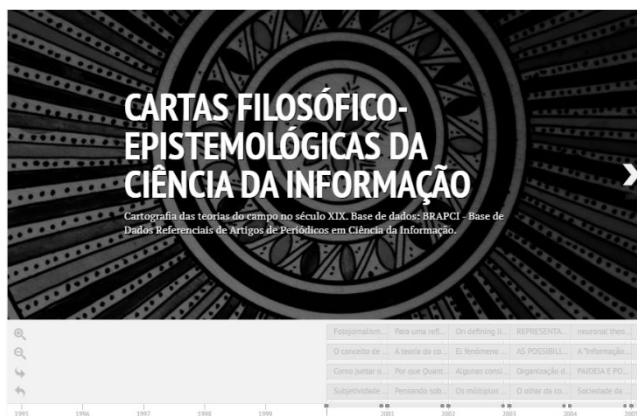 CARTAS FILOSÓFICO-
EPISTEMOLÓGICAS DA
CIÊNCIA DA INFORMAÇÃO
Cartografia das teorias do campo no século XIX. Base de dados: BRAPCI - Base de
Dados Referenciais de Artigos de Periódicos em Ciência da Informação.
Fotojornalism... Para uma refl... On defining li... REPRESENTA... neuronal theo...
O conceito de ... A teoria do co... El fenómeno ... AS POSSIBILI... A "Informação...
Como juntar o... Por que Quant... Algumas consi... Organização d... PAIDEIA E PO...
Subjetividade ... Pensando sob... Os múltiplos ... O olhar da co... Sociedade da ...
1995 1996 1997 1998 1999 2001 2002 2003 2004